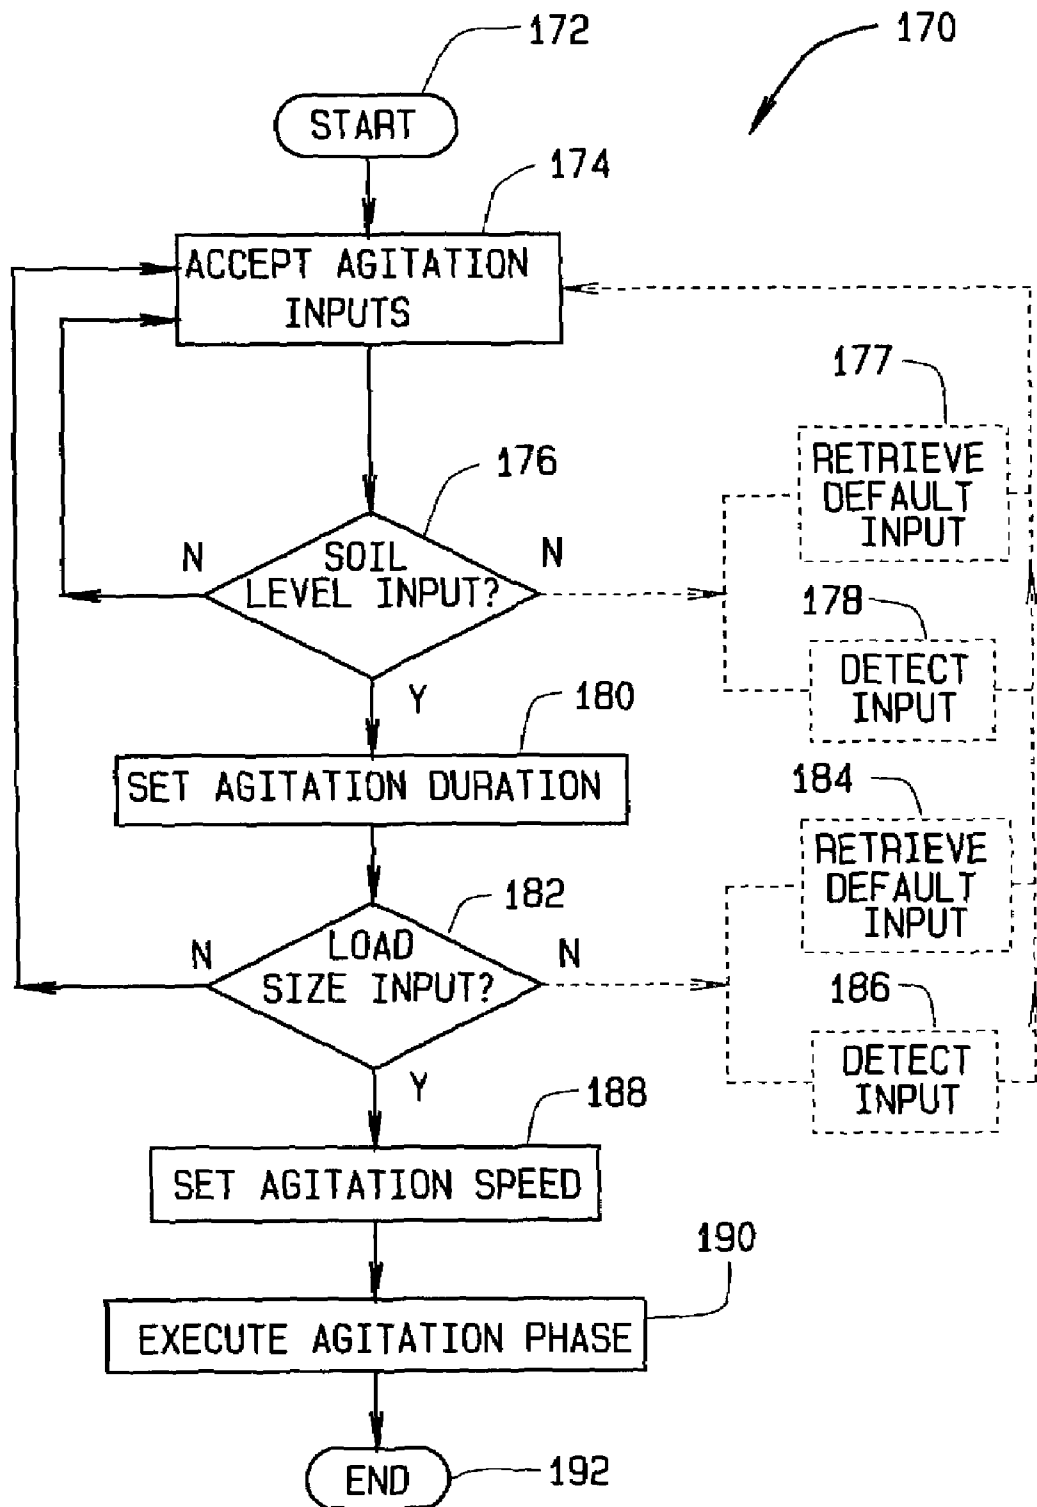 172
170
START
174
ACCEPT AGITATION
INPUTS
177
RETRIEVE
DEFAULT
INPUT
176
N
SOIL
LEVEL INPUT?
N
178
DETECT
INPUT
Y
180
SET AGITATION DURATION
184
RETRIEVE
DEFAULT
INPUT
182
N
LOAD
SIZE INPUT?
N
186
DETECT
INPUT
Y
188
SET AGITATION SPEED
190
EXECUTE AGITATION PHASE
END
192